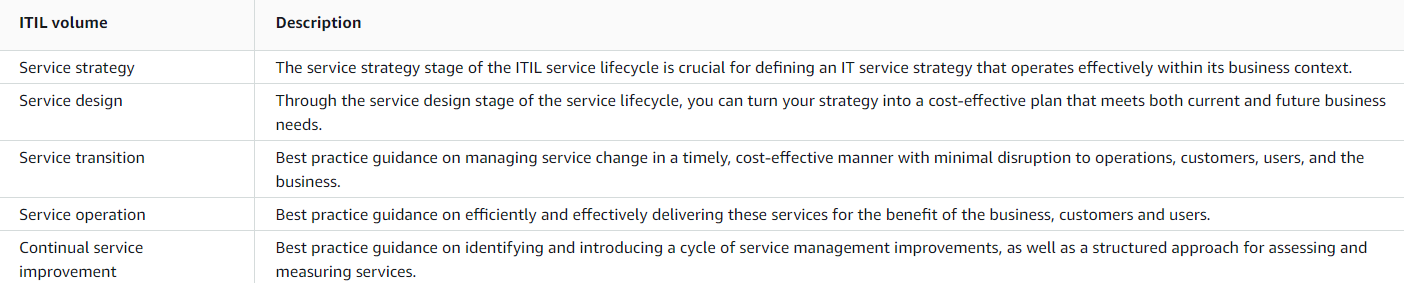 ITIL volume
Description
Service strategy
The service strategy stage of the ITIL service lifecycle is crucial for defining an IT service strategy that operates effectively within its business context.
Service design
Through the service design stage of the service lifecycle, you can turn your strategy into a cost-effective plan that meets both current and future business
needs.
Service transition
Best practice guidance on managing service change in a timely, cost-effective manner with minimal disruption to operations, customers, users, and the
business.
Service operation
Best practice guidance on efficiently and effectively delivering these services for the benefit of the business, customers and users.
Continual service
improvement
Best practice guidance on identifying and introducing a cycle of service management improvements, as well as a structured approach for assessing and
measuring services.